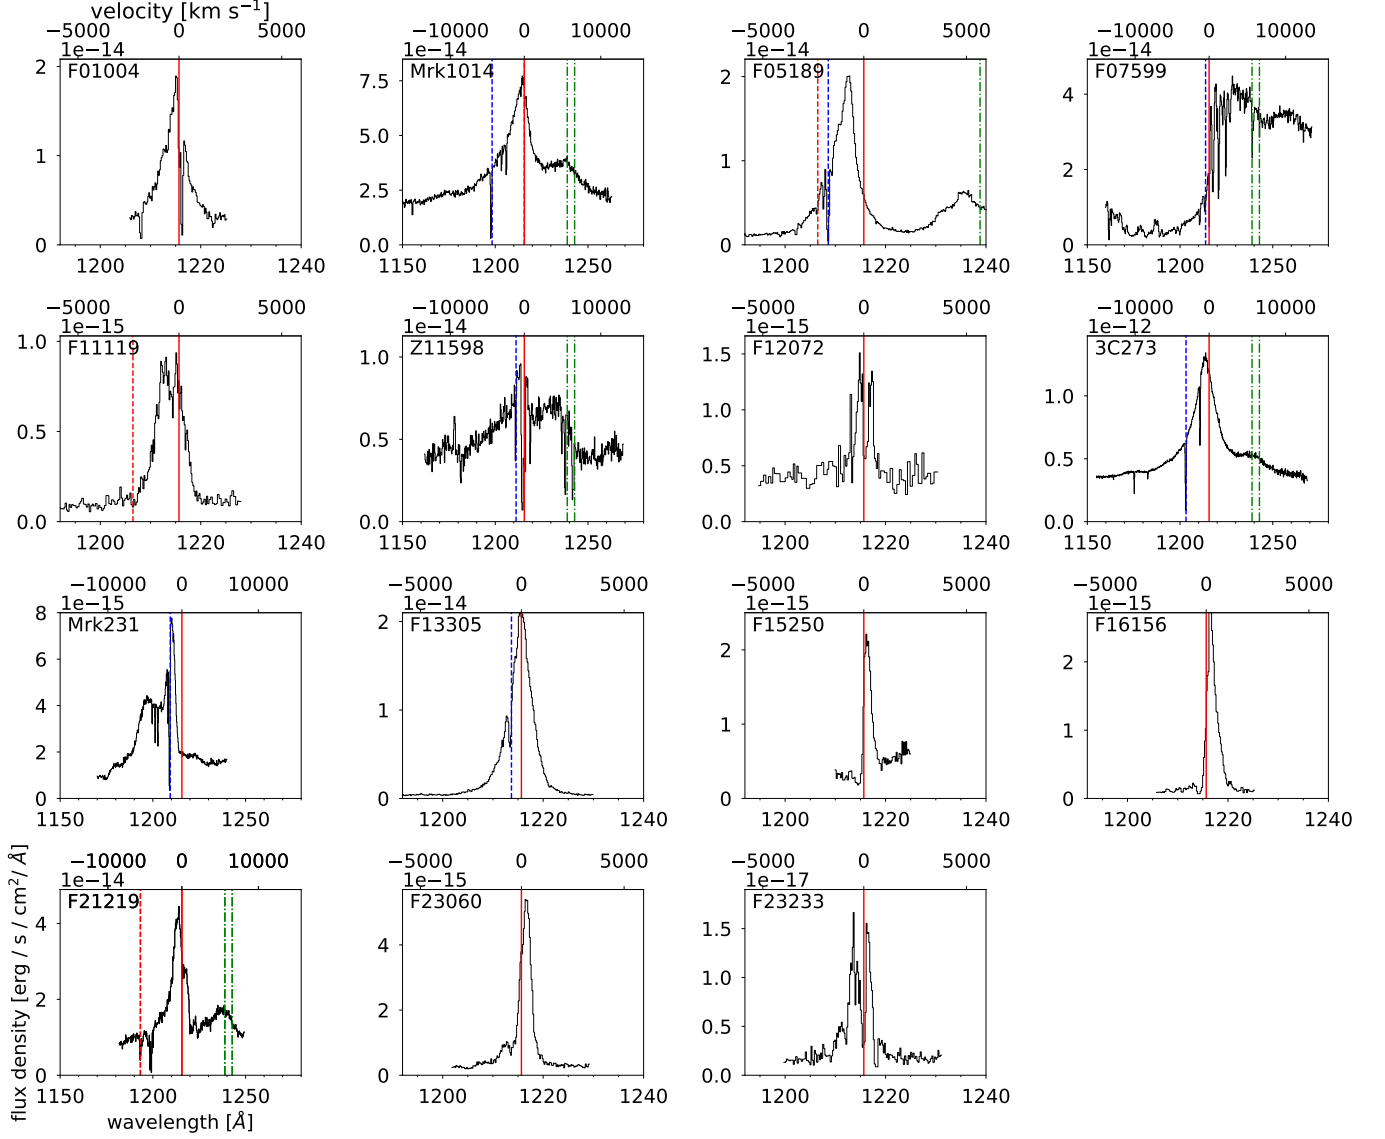 velocity [km s⁻¹]
−5000 0 5000
−10000 0 10000
−5000 0 5000
−10000 0 10000
1e−14
1e−14
1e−14
1e−14
F01004
Mrk1014
F05189
F07599
2
1
0
7.5
5.0
2.5
0.0
2
1
0
4
2
0
1200 1220 1240
1150 1200 1250
1200 1220 1240
1150 1200 1250
−5000 0 5000
−10000 0 10000
−5000 0 5000
−10000 0 10000
1e−15
1e−14
1e−15
1e−12
F11119
Z11598
F12072
3C273
1.0
0.5
0.0
1.0
0.5
0.0
1.5
1.0
0.5
0.0
1.0
0.5
0.0
1200 1220 1240
1150 1200 1250
1200 1220 1240
1150 1200 1250
−10000 0 10000
−5000 0 5000
−5000 0 5000
−5000 0 5000
1e−15
1e−14
1e−15
1e−15
Mrk231
F13305
F15250
F16156
8
6
4
2
0
2
1
0
2
1
0
2
1
0
1150 1200 1250
1200 1220 1240
1200 1220 1240
1200 1220 1240
−10000 0 10000
−5000 0 5000
−5000 0 5000
1e−14
1e−15
1e−17
F21219
F23060
F23233
4
2
0
4
2
0
1.5
1.0
0.5
0.0
1150 1200 1250
1200 1220 1240
1200 1220 1240
flux density [erg / s / cm²/ Å]
wavelength [Å]